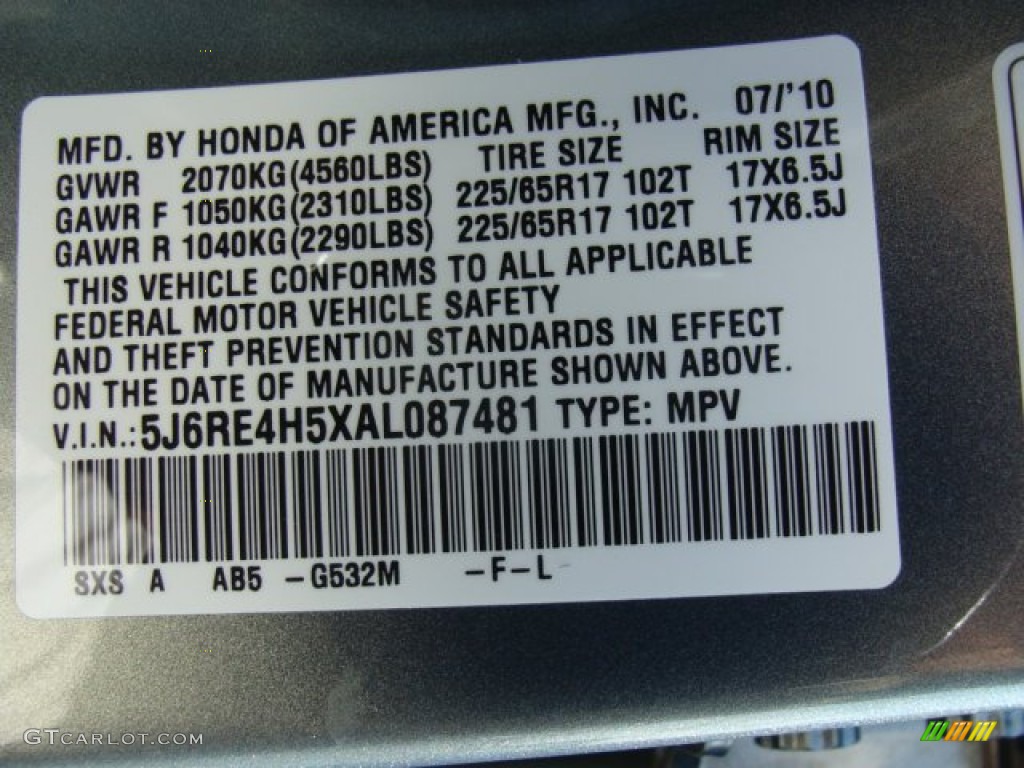 MFD. BY HONDA OF AMERICA MFG., INC. 07/'10
GVWR 2070KG(4560LBS) TIRE SIZE RIM SIZE
GAWR F 1050KG(2310LBS) 225/65R17 102T 17X6.5J
GAWR R 1040KG(2290LBS) 225/65R17 102T 17X6.5J
THIS VEHICLE CONFORMS TO ALL APPLICABLE
FEDERAL MOTOR VEHICLE SAFETY
AND THEFT PREVENTION STANDARDS IN EFFECT
ON THE DATE OF MANUFACTURE SHOWN ABOVE.
V.I.N.: 5J6RE4H5XAL087481 TYPE: MPV
SXS A AB5 -G532M -F-L
GTCARLOT.COM